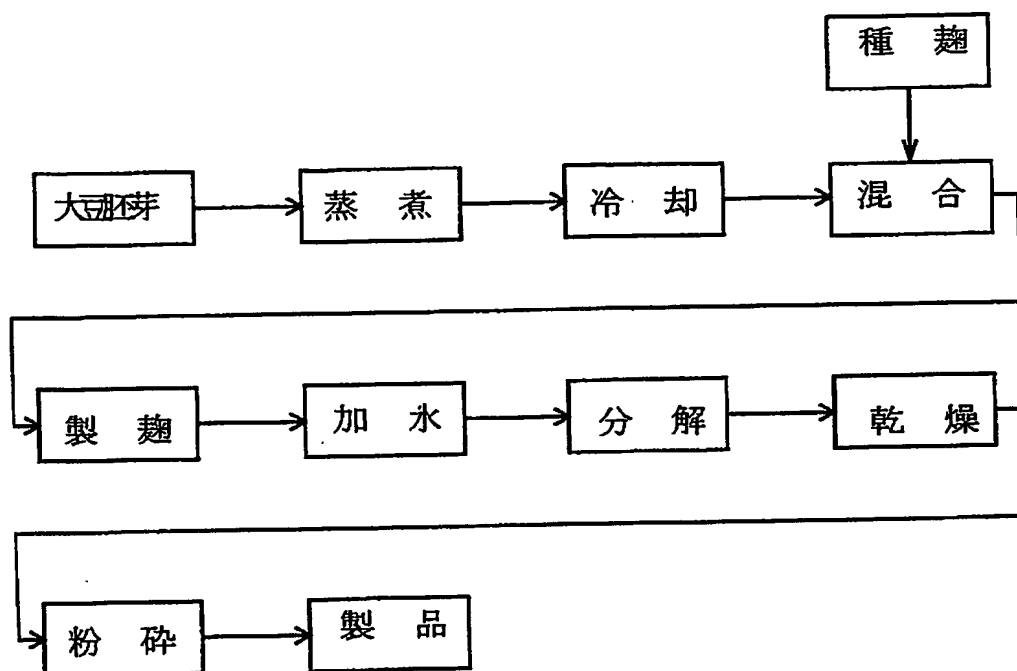 種麹
大豆胚芽
蒸煮
冷却
混合
製麹
加水
分解
乾燥
粉砕
製品